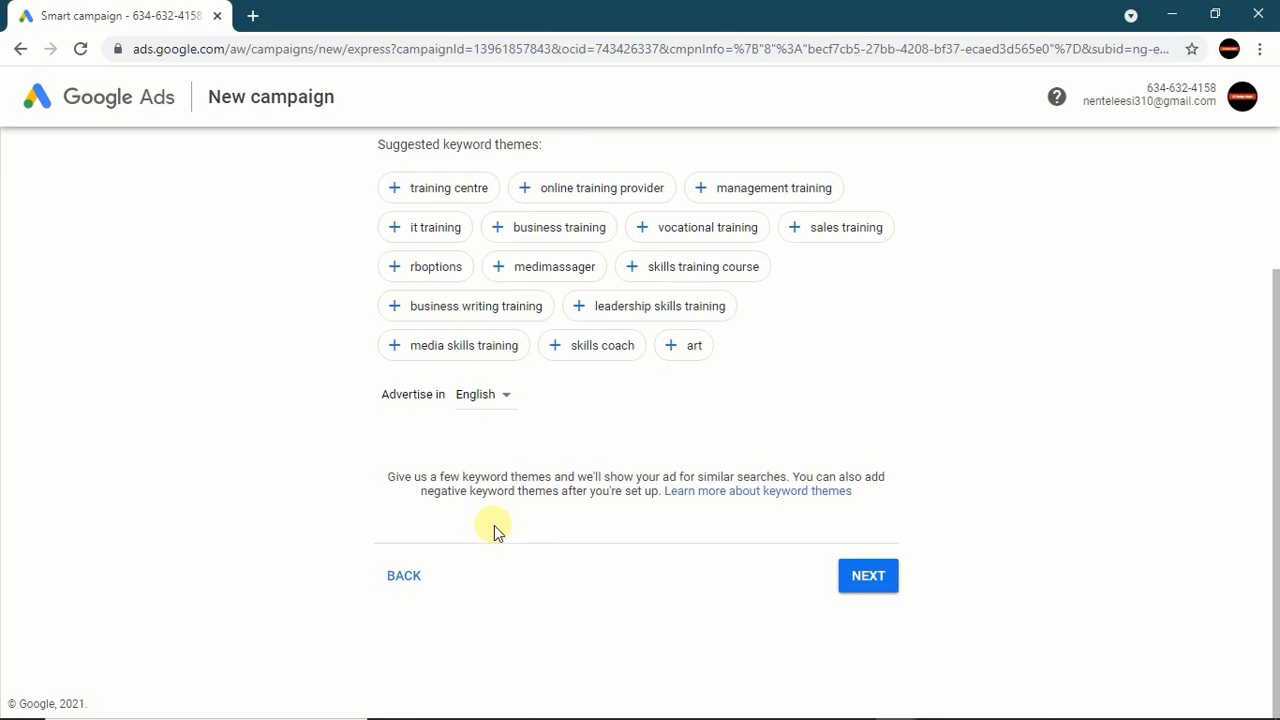 Smart campaign - 634-632-4158
ads.google.com/aw/campaigns/new/express?campaignId=13961857843&ocid=743426337&cmpnInfo=%7B"8"%3A"becf7cb5-27bb-4208-bf37-ecaed3d565e0"%7D&subid=ng-e...
Google Ads
New campaign
634-632-4158
nenteleesi310@gmail.com
Suggested keyword themes:
+ training centre + online training provider + management training
+ it training + business training + vocational training + sales training
+ rboptions + medimassager + skills training course
+ business writing training + leadership skills training
+ media skills training + skills coach + art
Advertise in English
Give us a few keyword themes and we'll show your ad for similar searches. You can also add
negative keyword themes after you're set up. Learn more about keyword themes
BACK NEXT
© Google, 2021.